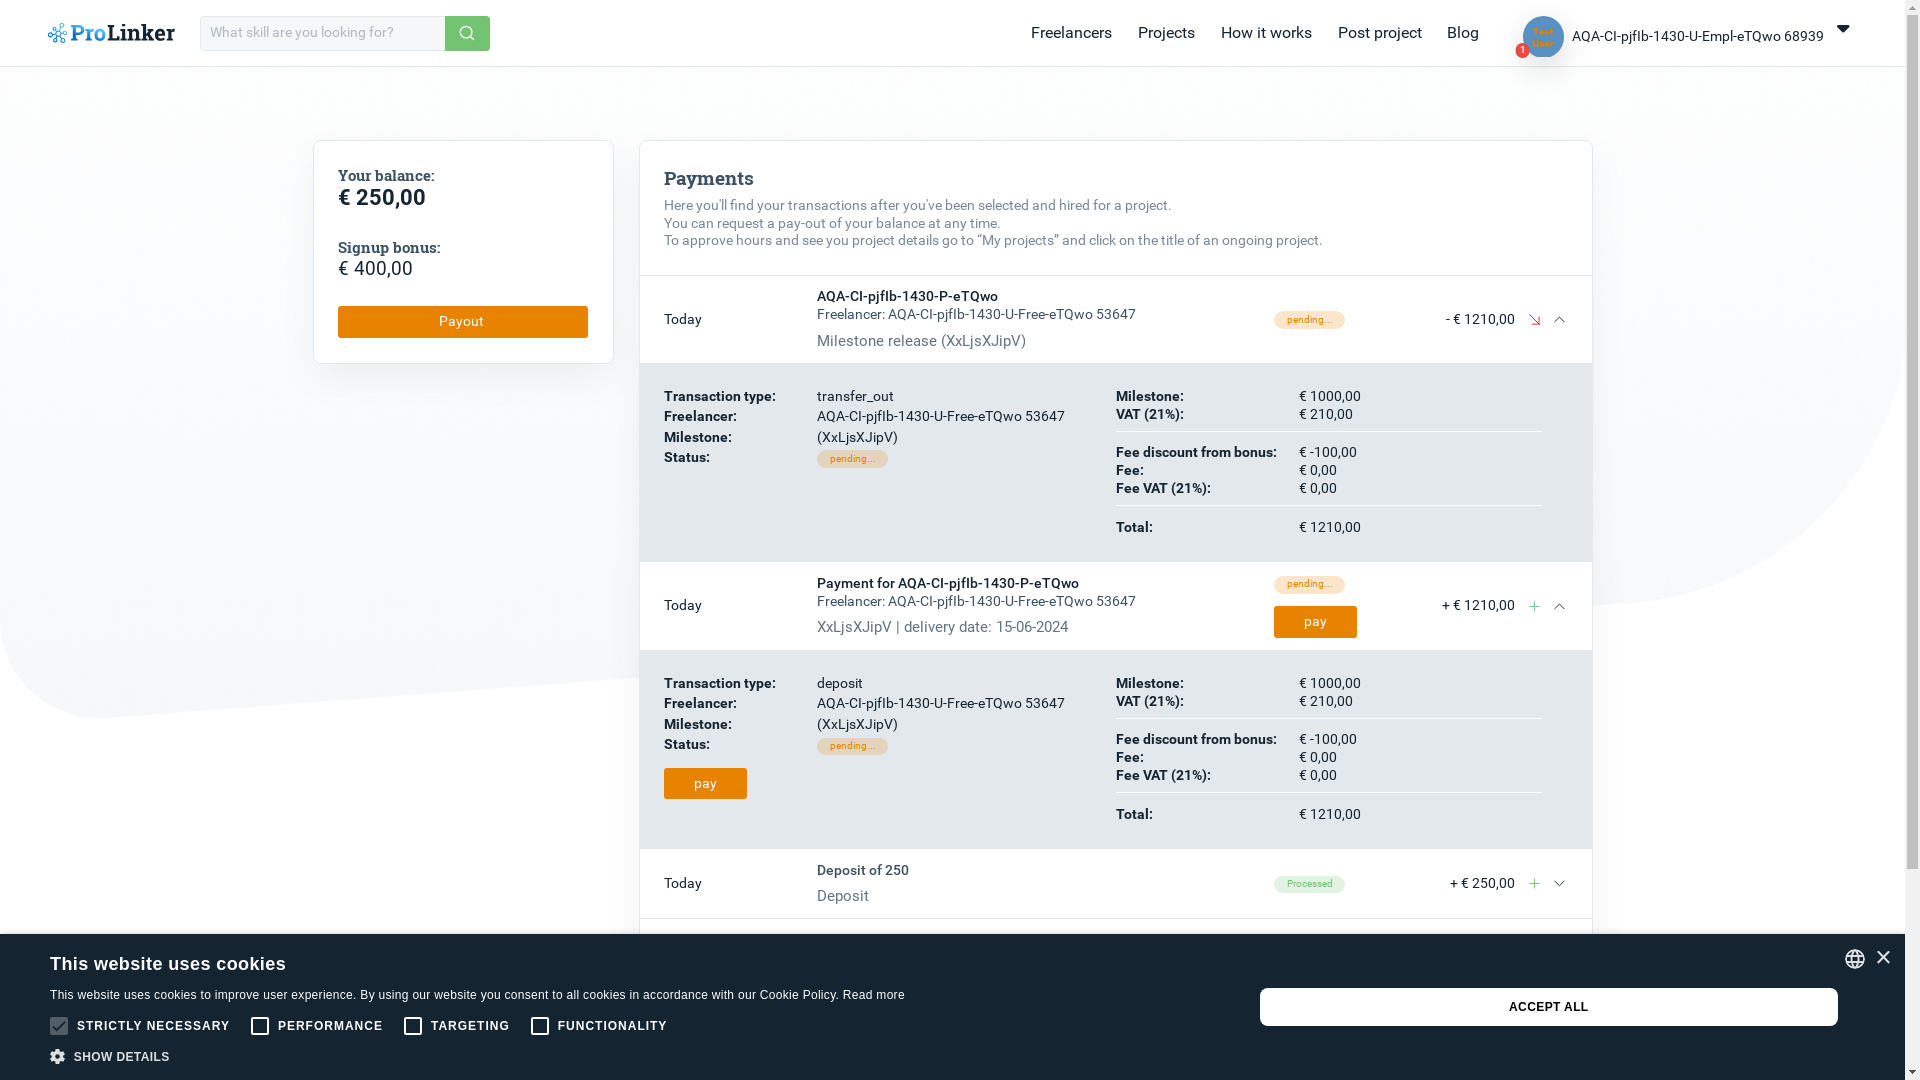 ProLinker
What skill are you looking for?
Freelancers Projects How it works Post project Blog
1
AQA-CI-pjfIb-1430-U-Empl-eTQwo 68939
Your balance:
€ 250,00
Signup bonus:
€ 400,00
Payout
Payments
Here you'll find your transactions after you've been selected and hired for a project.
You can request a pay-out of your balance at any time.
To approve hours and see you project details go to “My projects” and click on the title of an ongoing project.
Today
AQA-CI-pjfIb-1430-P-eTQwo
Freelancer: AQA-CI-pjfIb-1430-U-Free-eTQwo 53647
Milestone release (XxLjsXJipV)
pending...
- € 1210,00
Transaction type: transfer_out
Freelancer: AQA-CI-pjfIb-1430-U-Free-eTQwo 53647
Milestone: (XxLjsXJipV)
Status: pending...
Milestone: € 1000,00
VAT (21%): € 210,00
Fee discount from bonus: € -100,00
Fee: € 0,00
Fee VAT (21%): € 0,00
Total: € 1210,00
Today
Payment for AQA-CI-pjfIb-1430-P-eTQwo
Freelancer: AQA-CI-pjfIb-1430-U-Free-eTQwo 53647
XxLjsXJipV | delivery date: 15-06-2024
pending...
pay
+ € 1210,00
Transaction type: deposit
Freelancer: AQA-CI-pjfIb-1430-U-Free-eTQwo 53647
Milestone: (XxLjsXJipV)
Status: pending...
pay
Milestone: € 1000,00
VAT (21%): € 210,00
Fee discount from bonus: € -100,00
Fee: € 0,00
Fee VAT (21%): € 0,00
Total: € 1210,00
Today
Deposit of 250
Deposit
Processed
+ € 250,00
This website uses cookies
This website uses cookies to improve user experience. By using our website you consent to all cookies in accordance with our Cookie Policy. Read more
STRICTLY NECESSARY PERFORMANCE TARGETING FUNCTIONALITY
SHOW DETAILS
ACCEPT ALL